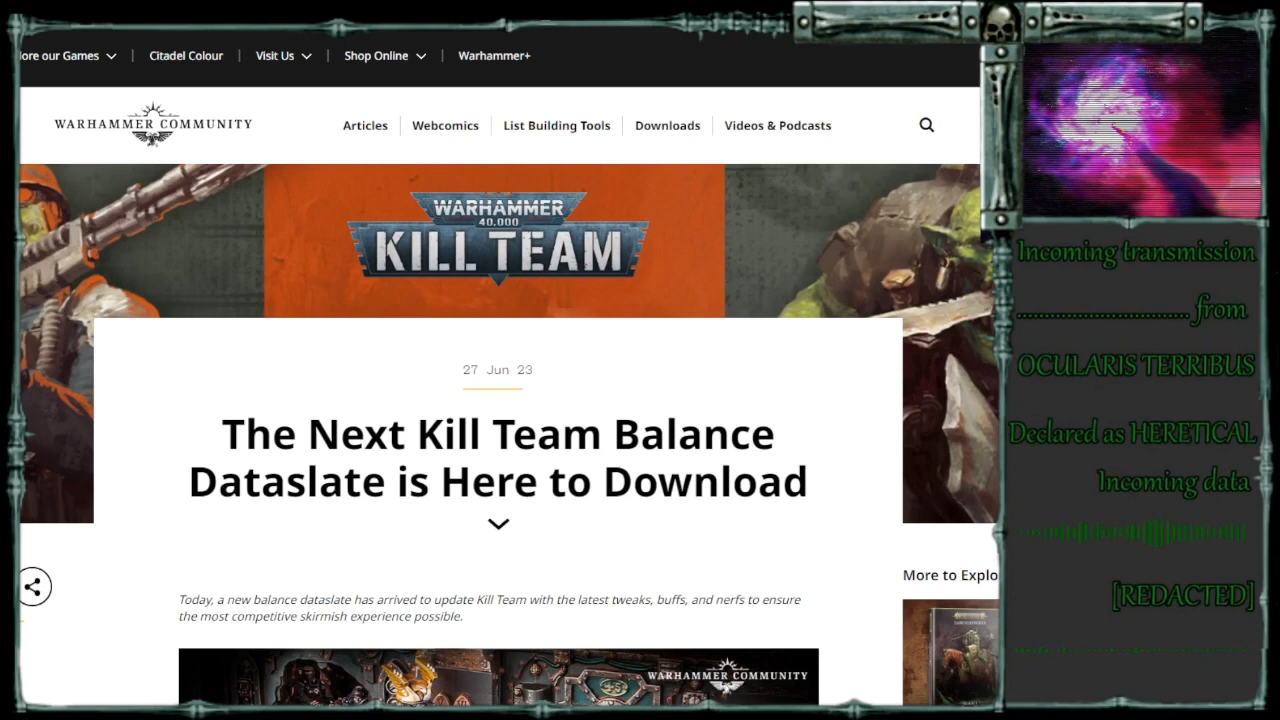 ore our Games | Citadel Colour | Visit Us | Shop Online | Warhammer+
WARHAMMER COMMUNITY
Articles | Webcomics | List Building Tools | Downloads | Videos & Podcasts
WARHAMMER
40,000
KILL TEAM
27 Jun 23
The Next Kill Team Balance
Dataslate is Here to Download
Today, a new balance dataslate has arrived to update Kill Team with the latest tweaks, buffs, and nerfs to ensure
the most competitive skirmish experience possible.
WARHAMMER COMMUNITY
More to Explo
Incoming transmission
................................ from
OCULARIS TERRIBUS
Declared as HERETICAL
Incoming data
[REDACTED]